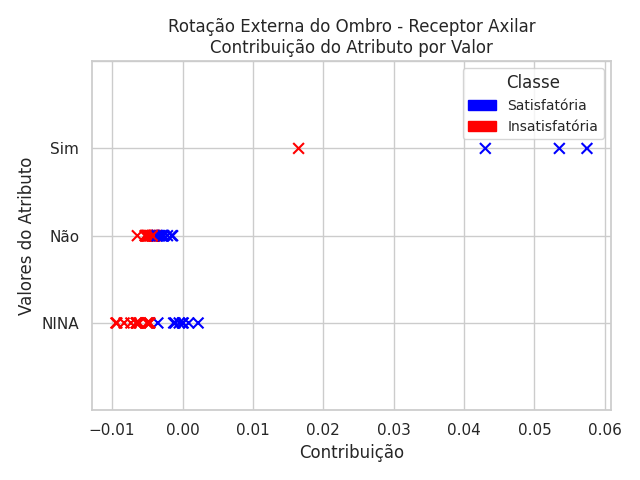 Rotação Externa do Ombro - Receptor Axilar
Contribuição do Atributo por Valor
Classe
Satisfatória
Insatisfatória
Valores do Atributo
Sim
Não
NINA
−0.01 0.00 0.01 0.02 0.03 0.04 0.05 0.06
Contribuição